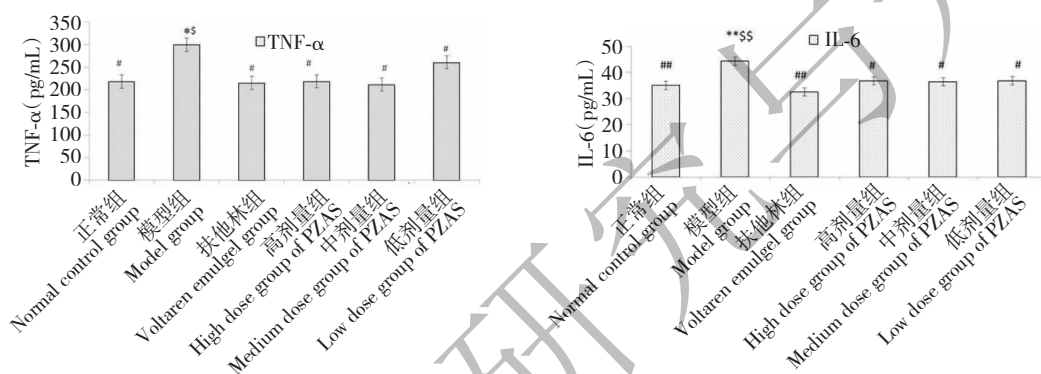 350
300
250
200
150
100
50
0
TNF-α(pg/mL)
TNF-α
#
*$
#
#
#
#
正常组
Normal control group
模型组
Model group
扶他林组
Voltaren emulgel group
高剂量组
High dose group of PZAS
中剂量组
Medium dose group of PZAS
低剂量组
Low dose group of PZAS
50
40
30
20
10
0
IL-6(pg/mL)
IL-6
##
**$$
##
#
#
#
正常组
Normal control group
模型组
Model group
扶他林组
Voltaren emulgel group
高剂量组
High dose group of PZAS
中剂量组
Medium dose group of PZAS
低剂量组
Low dose group of PZAS
研究与